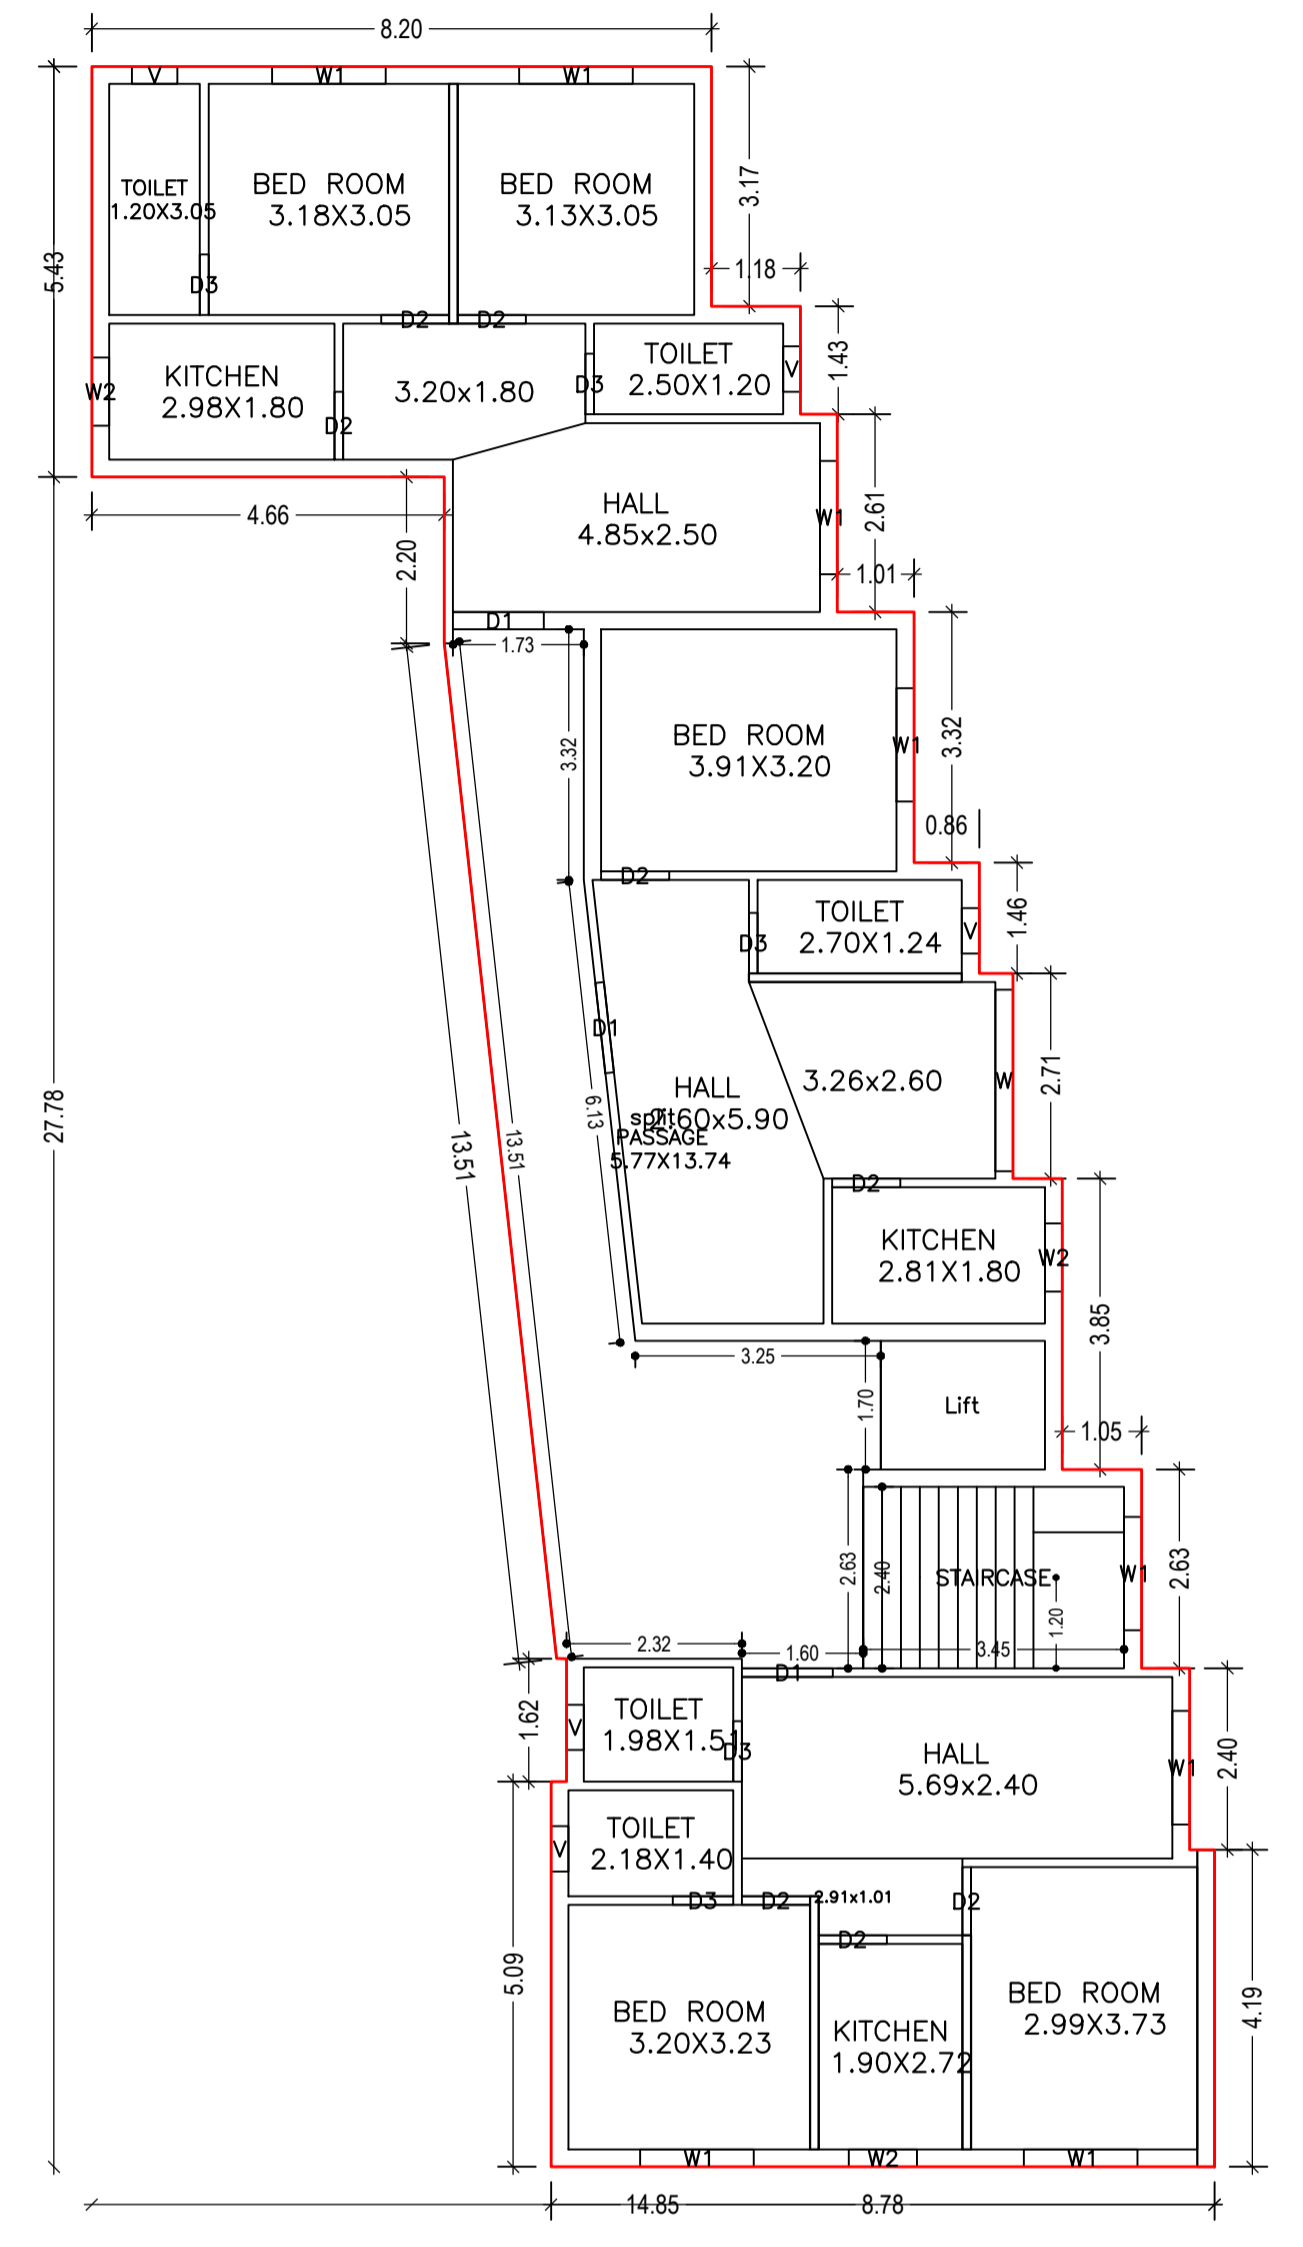 8.20
V
W1
W1
TOILET
1.20X3.05
BED ROOM
3.18X3.05
BED ROOM
3.13X3.05
3.17
5.43
D3
1.18
D2
D2
1.43
KITCHEN
2.98X1.80
W2
D2
3.20x1.80
D3
TOILET
2.50X1.20
V
4.66
2.20
HALL
4.85x2.50
W1
2.61
1.01
D1
1.73
3.32
BED ROOM
3.91X3.20
W1
3.32
0.86
D2
TOILET
2.70X1.24
D3
V
1.46
D1
27.78
13.51
13.51
6.13
HALL
2.60x5.90
split
PASSAGE
5.77X13.74
3.26x2.60
W
2.71
D2
KITCHEN
2.81X1.80
W2
3.85
3.25
1.70
Lift
1.05
2.63
2.40
STAIRCASE
1.20
W1
2.63
2.32
1.60
3.45
D1
1.62
V
TOILET
1.98X1.51
D3
HALL
5.69x2.40
W1
2.40
V
TOILET
2.18X1.40
D3
D2
2.91x1.01
D2
D2
5.09
BED ROOM
3.20X3.23
KITCHEN
1.90X2.72
BED ROOM
2.99X3.73
4.19
W1
W2
W1
14.85
8.78